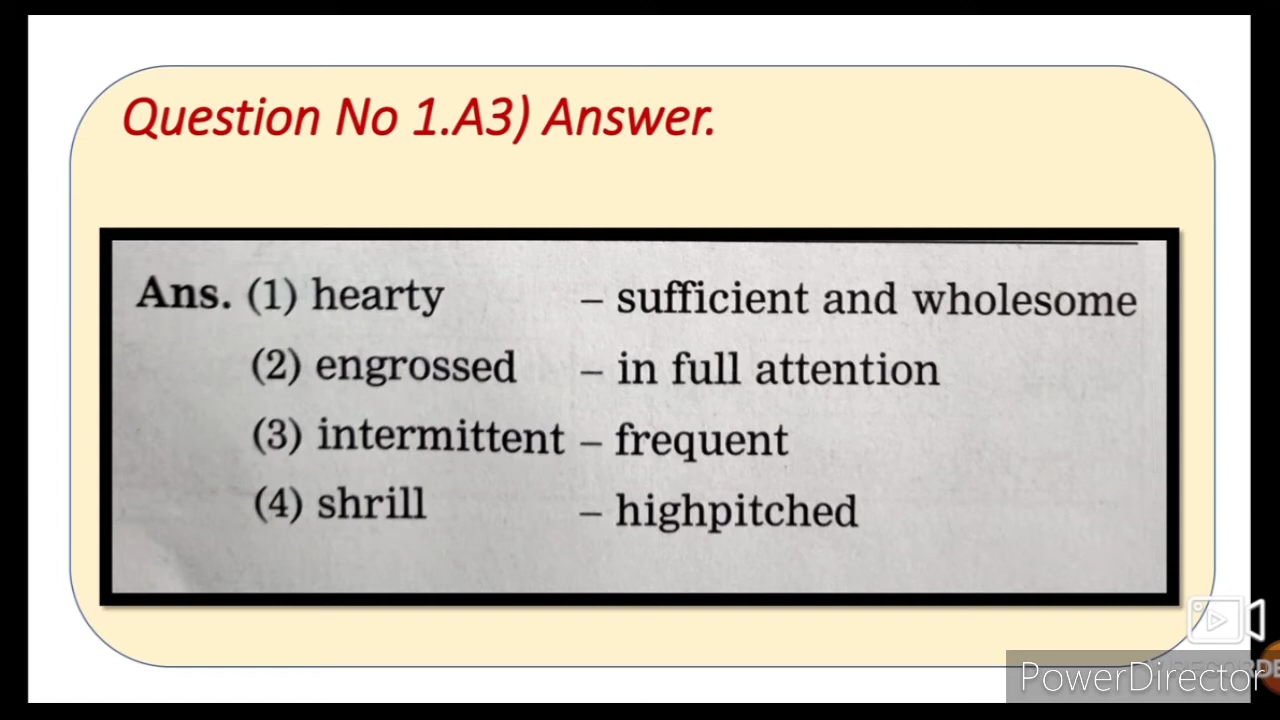 Question No 1.A3) Answer.
Ans. (1) hearty – sufficient and wholesome
(2) engrossed – in full attention
(3) intermittent – frequent
(4) shrill – highpitched
PowerDirector